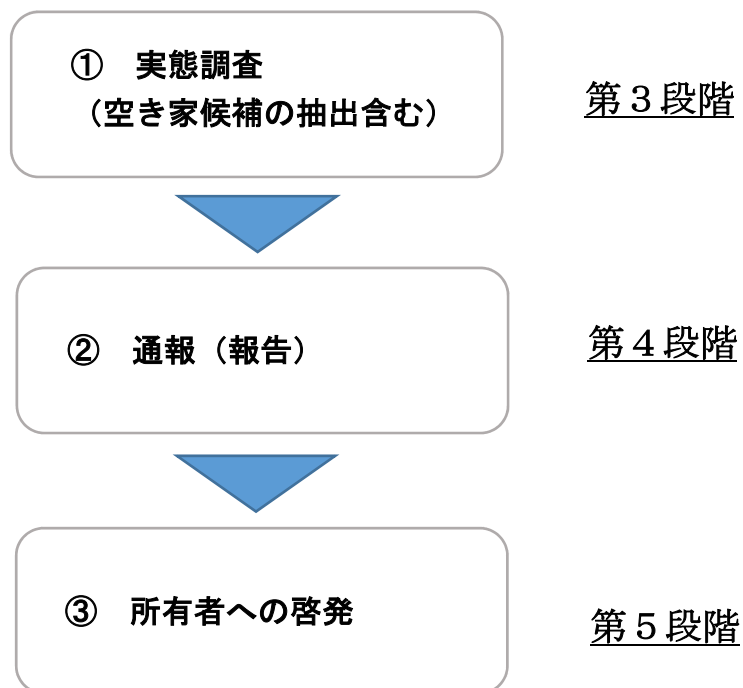 ① 実態調査
（空き家候補の抽出含む）
第３段階
② 通報（報告）
第４段階
③ 所有者への啓発
第５段階